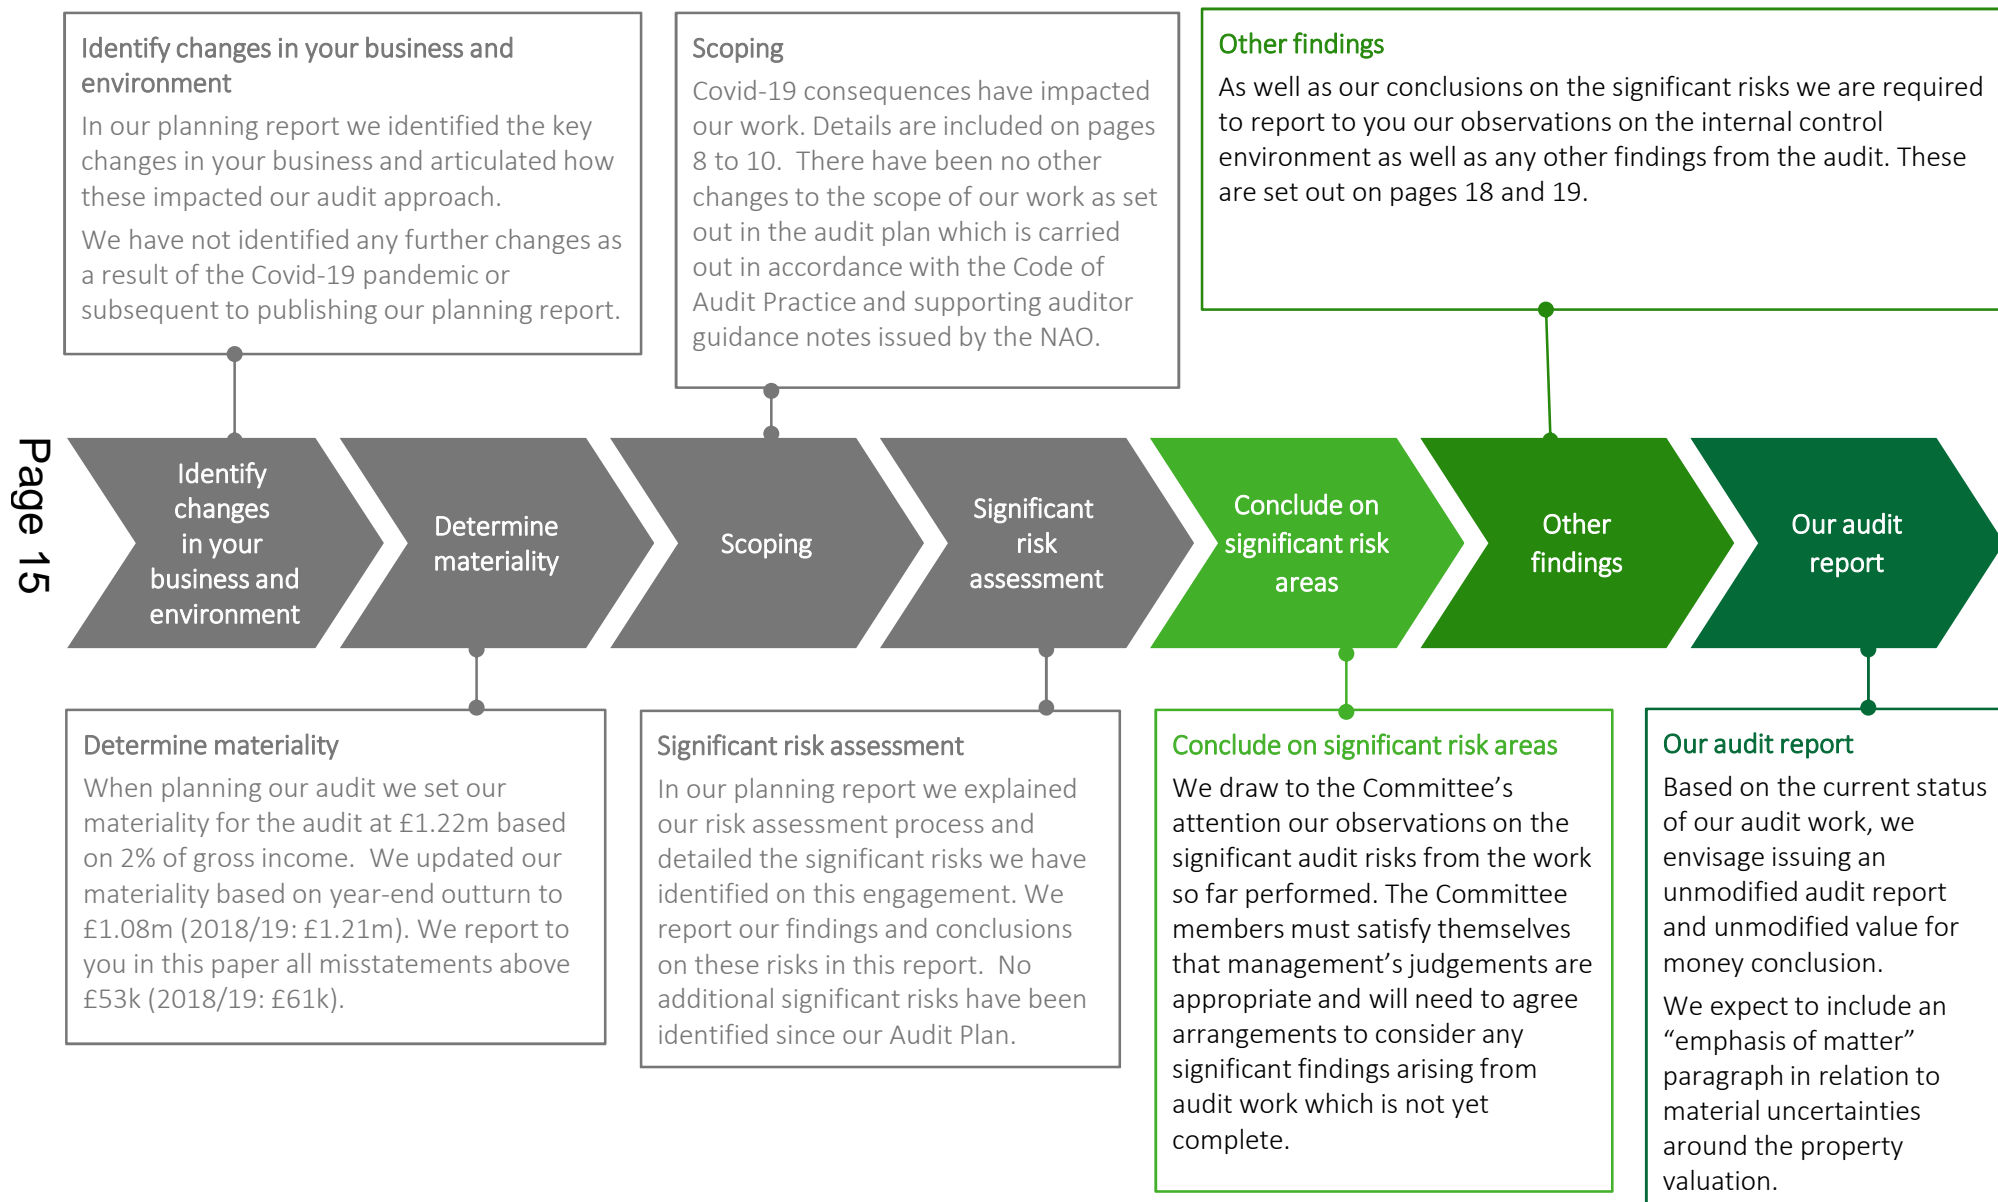 Identify changes in your business and
environment
In our planning report we identified the key
changes in your business and articulated how
these impacted our audit approach.
We have not identified any further changes as
a result of the Covid-19 pandemic or
subsequent to publishing our planning report.
Scoping
Covid-19 consequences have impacted
our work. Details are included on pages
8 to 10.  There have been no other
changes to the scope of our work as set
out in the audit plan which is carried
out in accordance with the Code of
Audit Practice and supporting auditor
guidance notes issued by the NAO.
Other findings
As well as our conclusions on the significant risks we are required
to report to you our observations on the internal control
environment as well as any other findings from the audit. These
are set out on pages 18 and 19.
Page 15
Identify
changes
in your
business and
environment
Determine
materiality
Scoping
Significant
risk
assessment
Conclude on
significant risk
areas
Other
findings
Our audit
report
Determine materiality
When planning our audit we set our
materiality for the audit at £1.22m based
on 2% of gross income.  We updated our
materiality based on year-end outturn to
£1.08m (2018/19: £1.21m). We report to
you in this paper all misstatements above
£53k (2018/19: £61k).
Significant risk assessment
In our planning report we explained
our risk assessment process and
detailed the significant risks we have
identified on this engagement. We
report our findings and conclusions
on these risks in this report.  No
additional significant risks have been
identified since our Audit Plan.
Conclude on significant risk areas
We draw to the Committee’s
attention our observations on the
significant audit risks from the work
so far performed. The Committee
members must satisfy themselves
that management’s judgements are
appropriate and will need to agree
arrangements to consider any
significant findings arising from
audit work which is not yet
complete.
Our audit report
Based on the current status
of our audit work, we
envisage issuing an
unmodified audit report
and unmodified value for
money conclusion.
We expect to include an
“emphasis of matter”
paragraph in relation to
material uncertainties
around the property
valuation.